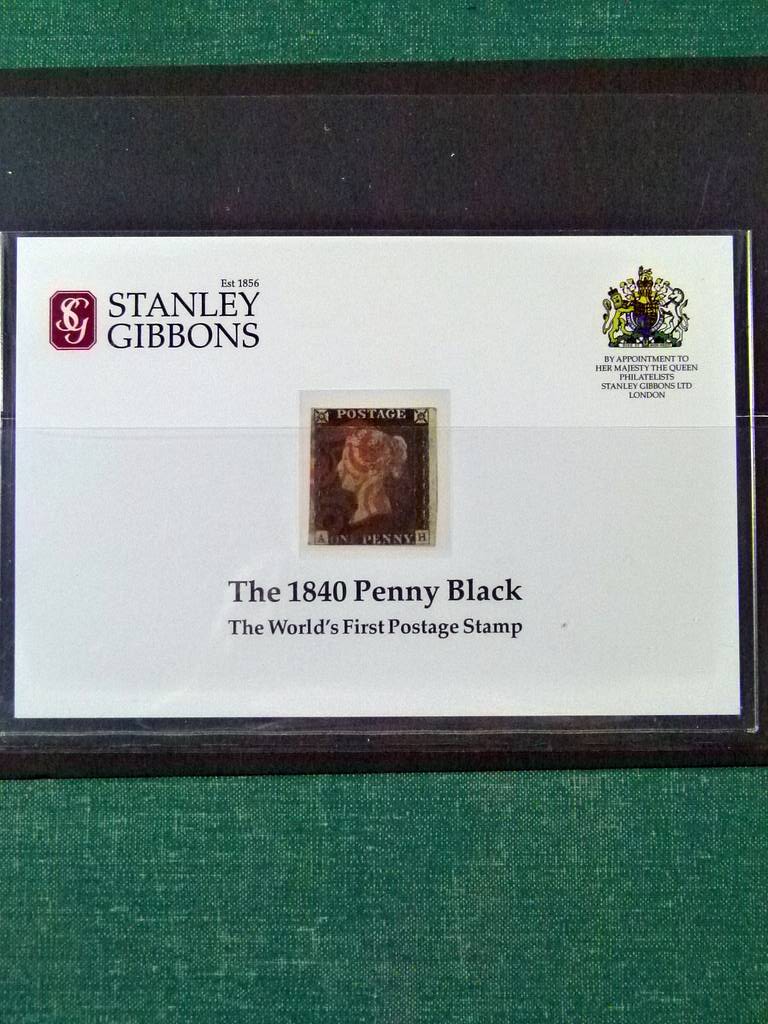 Est 1856
SG
STANLEY
GIBBONS
BY APPOINTMENT TO
HER MAJESTY THE QUEEN
PHILATELISTS
STANLEY GIBBONS LTD
LONDON
POSTAGE
A ONE PENNY H
The 1840 Penny Black
The World's First Postage Stamp